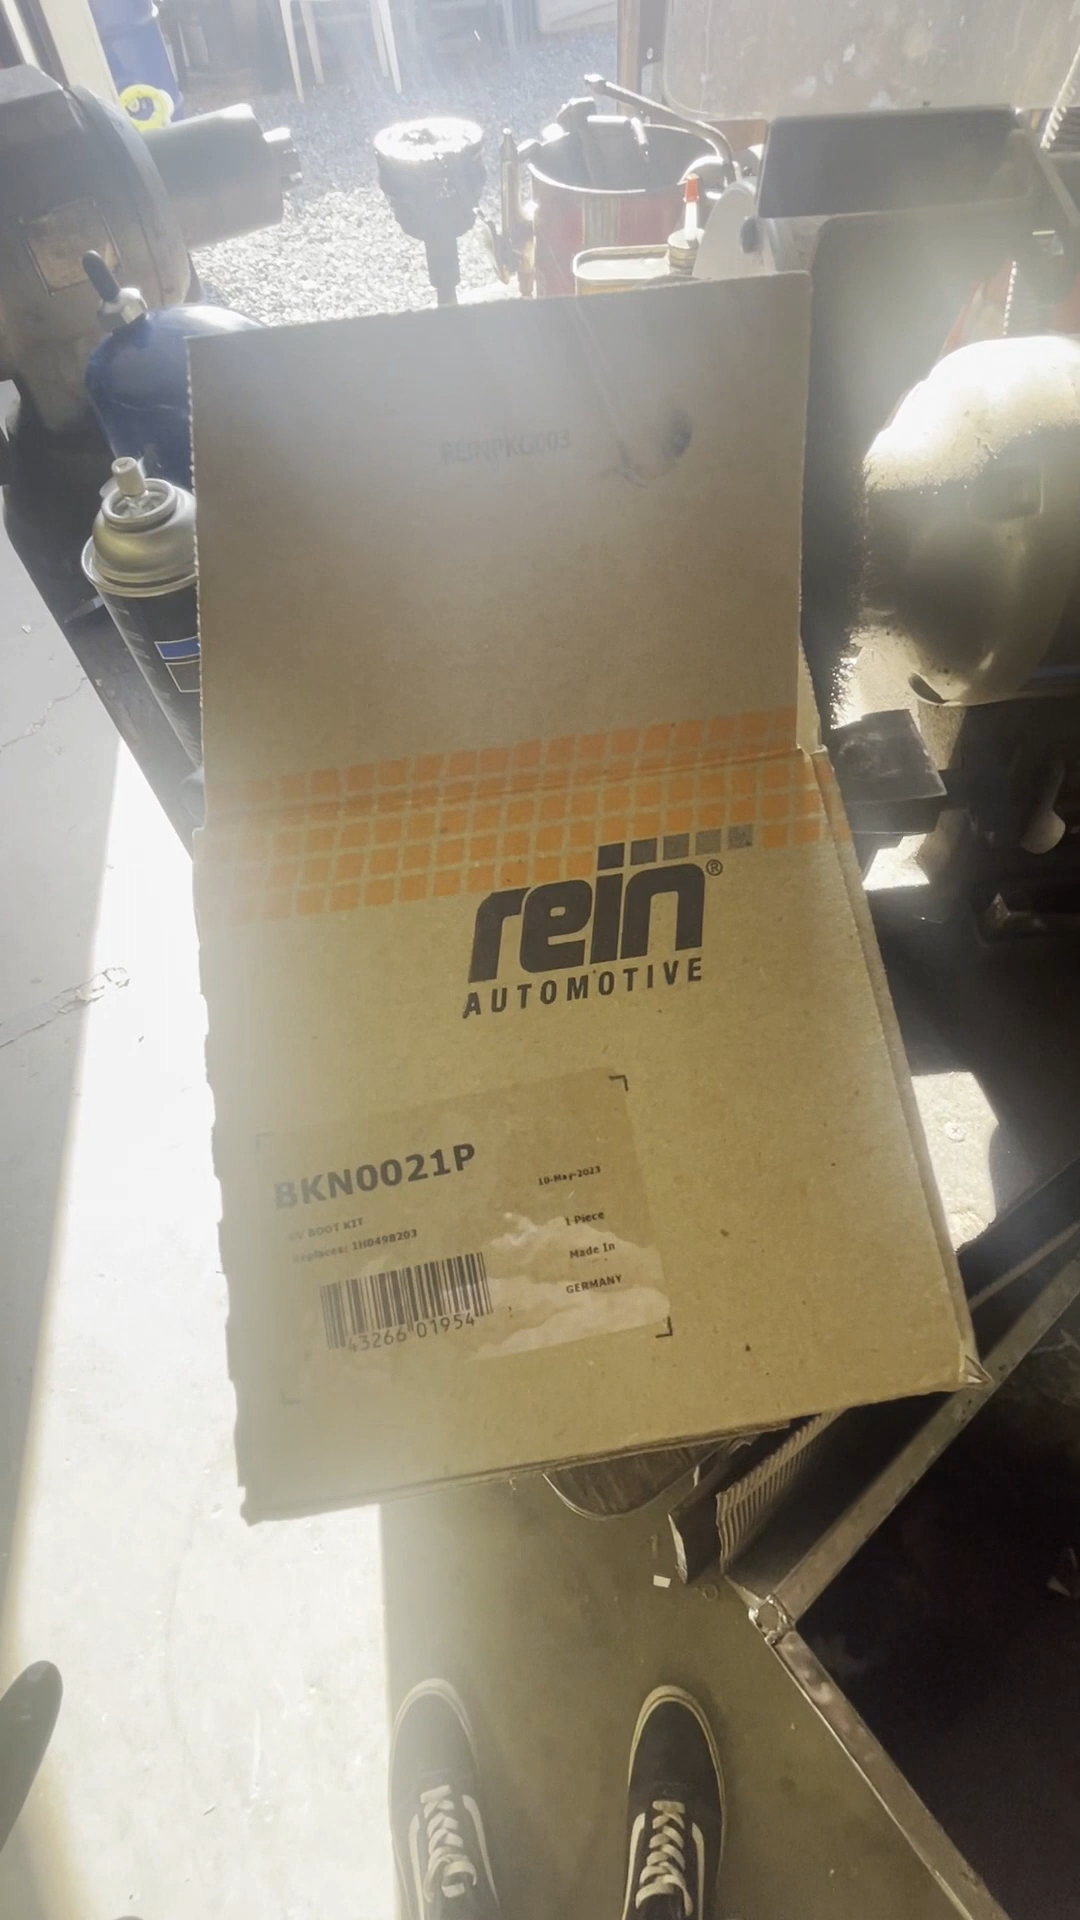 REINPKG003
rein®
AUTOMOTIVE
BKN0021P
10-May-2023
CV BOOT KIT
1 Piece
Replaces: 1H0498203
Made In
GERMANY
43266 01954